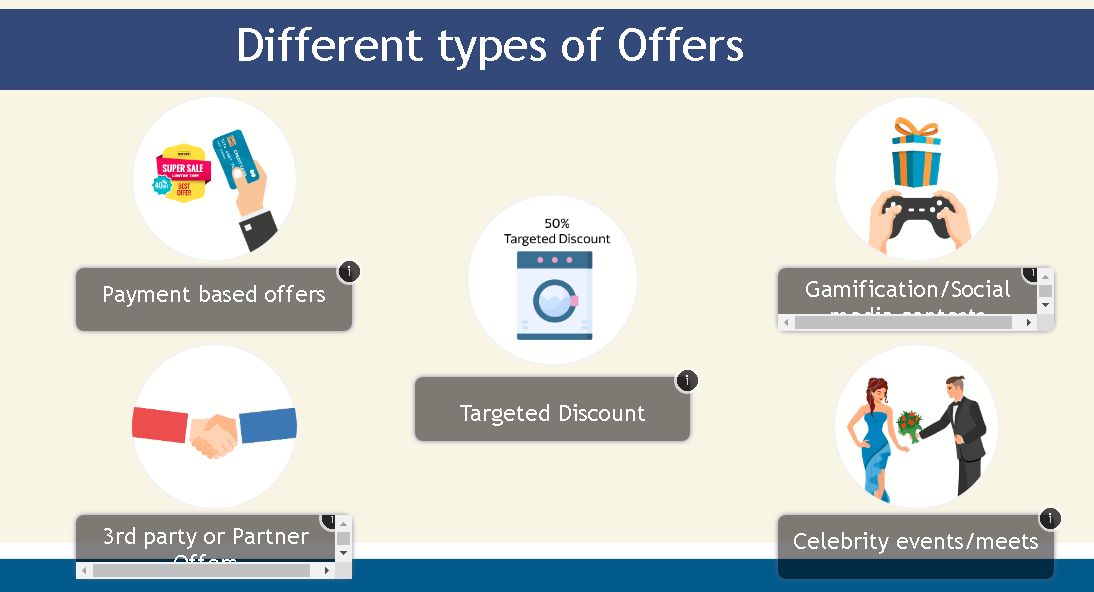 Different types of Offers
SUPER SALE
LIMITED TIME
BEST
OFFER
50%
Targeted Discount
Payment based offers
Gamification/Social
media contests
Targeted Discount
3rd party or Partner
Offers
Celebrity events/meets